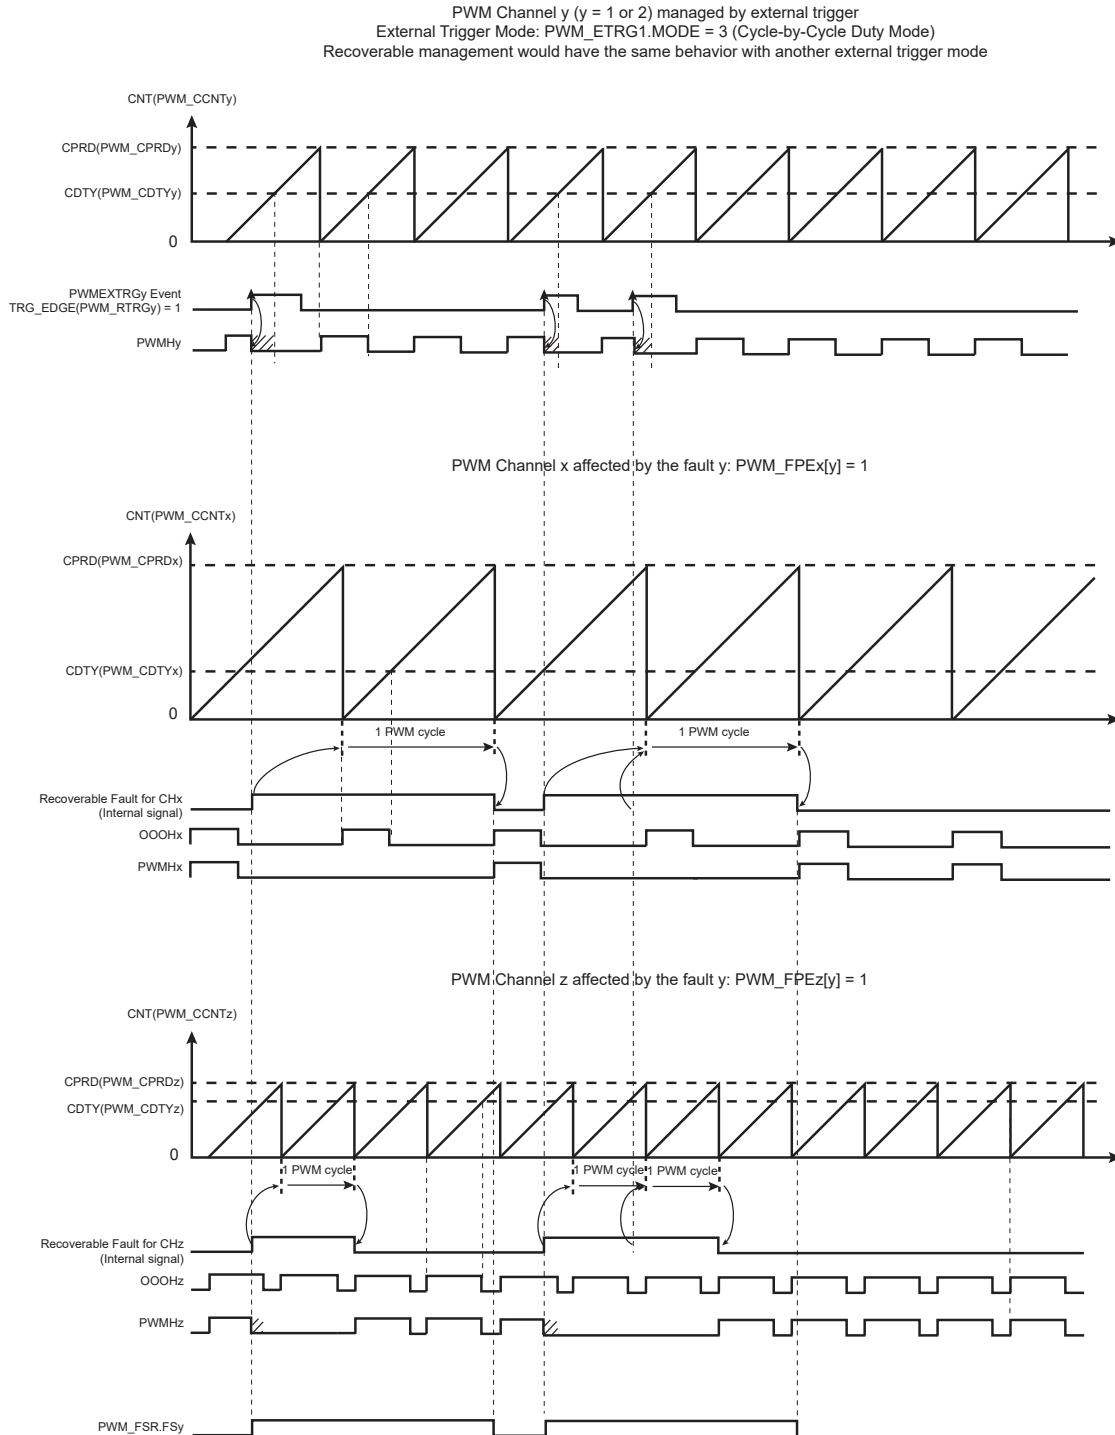 PWM Channel y (y = 1 or 2) managed by external trigger
External Trigger Mode: PWM_ETRG1.MODE = 3 (Cycle-by-Cycle Duty Mode)
Recoverable management would have the same behavior with another external trigger mode
CNT(PWM_CCNTy)
CPRD(PWM_CPRDy)
CDTY(PWM_CDTYy)
0
PWMEXTRGy Event
TRG_EDGE(PWM_RTRGy) = 1
PWMHy
PWM Channel x affected by the fault y: PWM_FPEx[y] = 1
CNT(PWM_CCNTx)
CPRD(PWM_CPRDx)
CDTY(PWM_CDTYx)
0
1 PWM cycle
1 PWM cycle
Recoverable Fault for CHx
(Internal signal)
OOOHx
PWMHx
PWM Channel z affected by the fault y: PWM_FPEz[y] = 1
CNT(PWM_CCNTz)
CPRD(PWM_CPRDz)
CDTY(PWM_CDTYz)
0
1 PWM cycle
1 PWM cycle
1 PWM cycle
Recoverable Fault for CHz
(Internal signal)
OOOHz
PWMHz
PWM_FSR.FSy